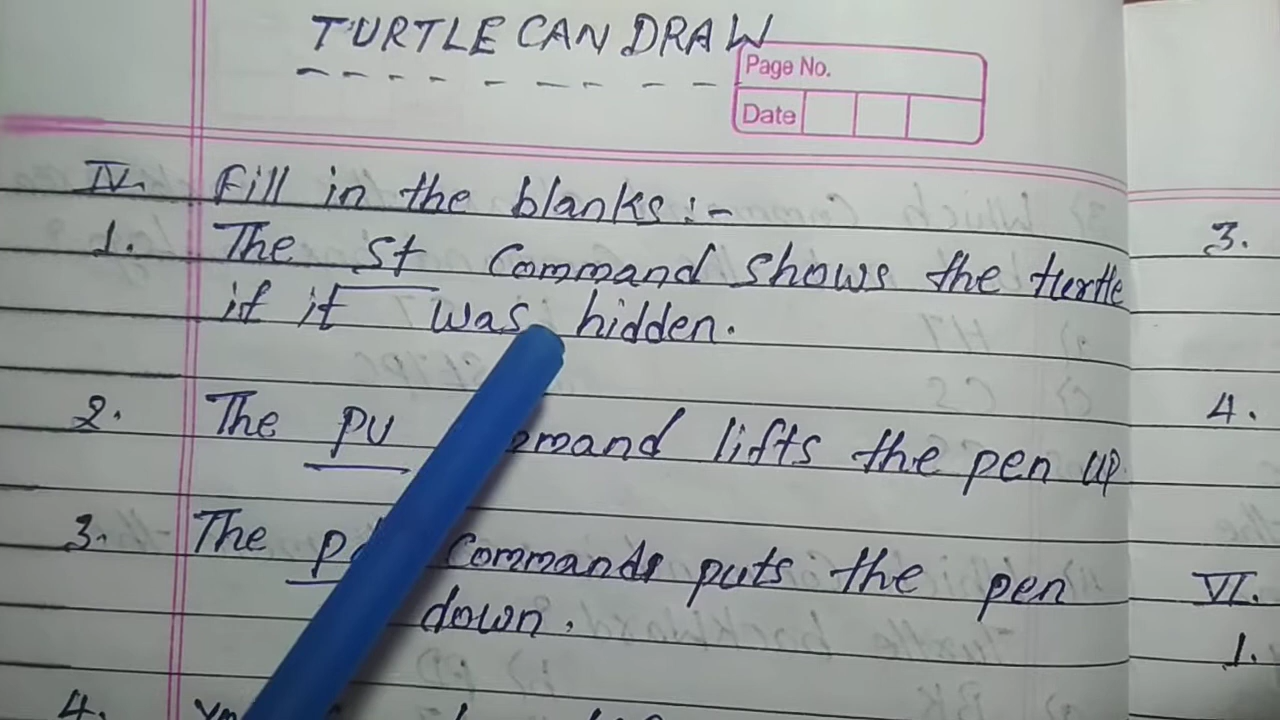 TURTLE CAN DRAW
Page No.
Date
IV. Fill in the blanks :-
1. The St Command shows the turtle
if it was hidden.
2. The PU lifts the pen up.
3. The Commands puts the pen
down.
4.
3.
4.
VI.
1.